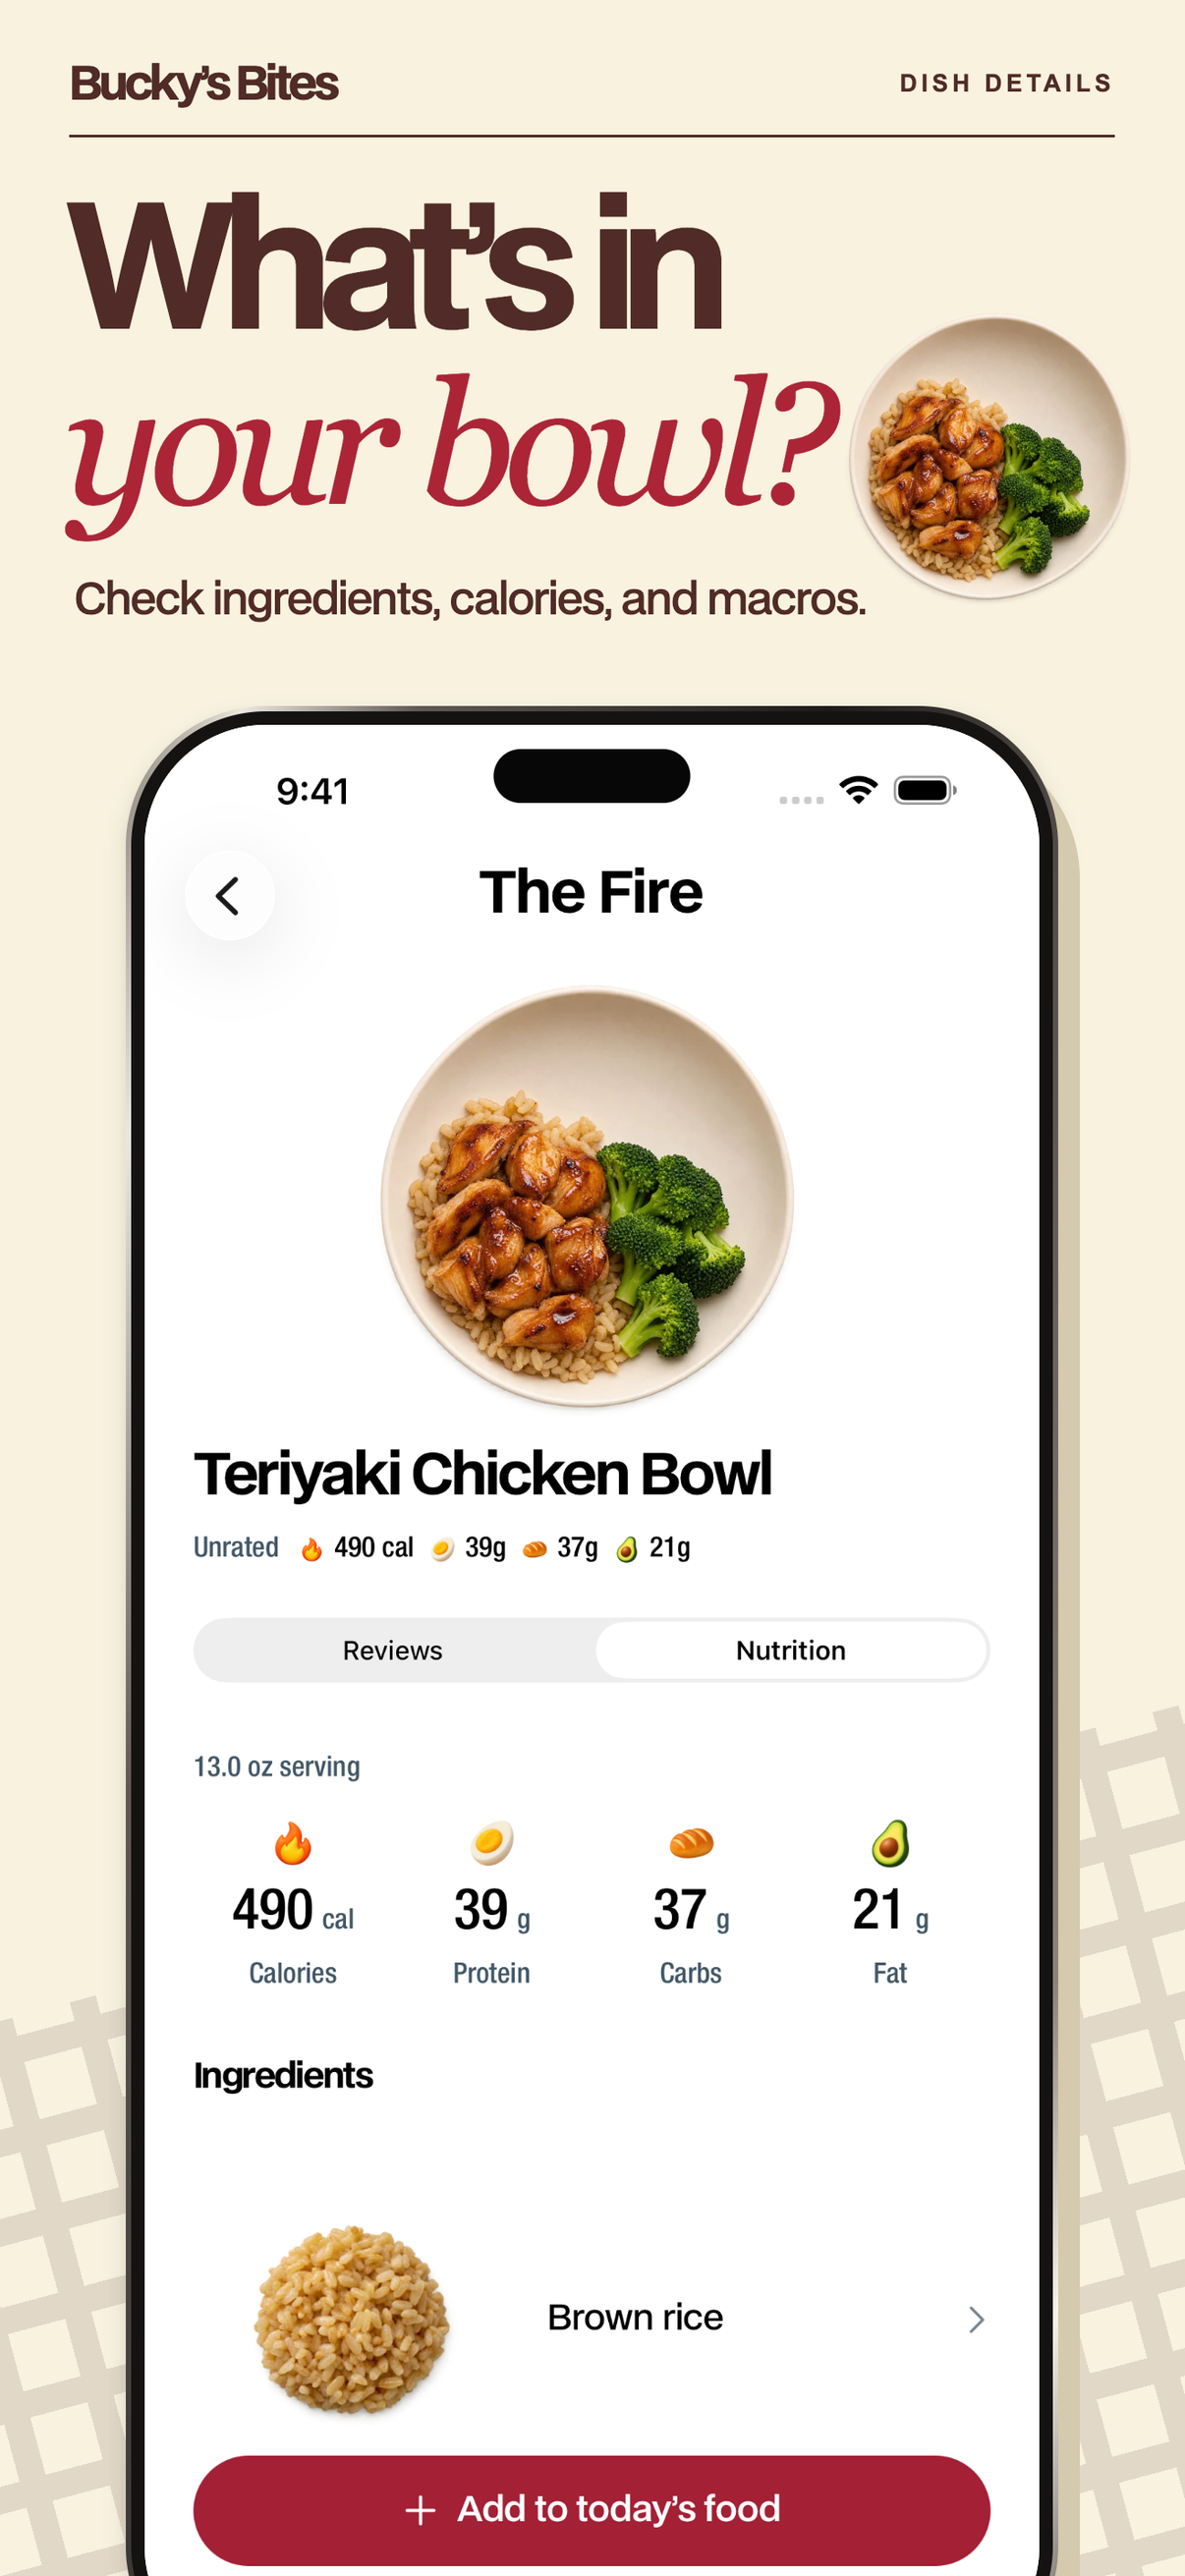 Bucky’s Bites
DISH DETAILS
What’s in
your bowl?
Check ingredients, calories, and macros.
9:41
The Fire
Teriyaki Chicken Bowl
Unrated 🔥 490 cal 🥚 39g 🥖 37g 🥑 21g
Reviews Nutrition
13.0 oz serving
490 cal 39 g 37 g 21 g
Calories Protein Carbs Fat
Ingredients
Brown rice
+ Add to today’s food